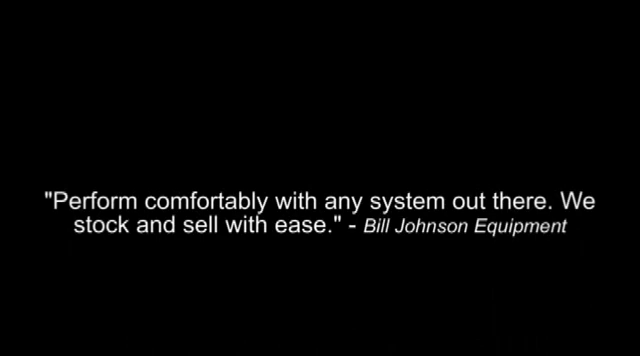 "Perform comfortably with any system out there. We
stock and sell with ease." - Bill Johnson Equipment